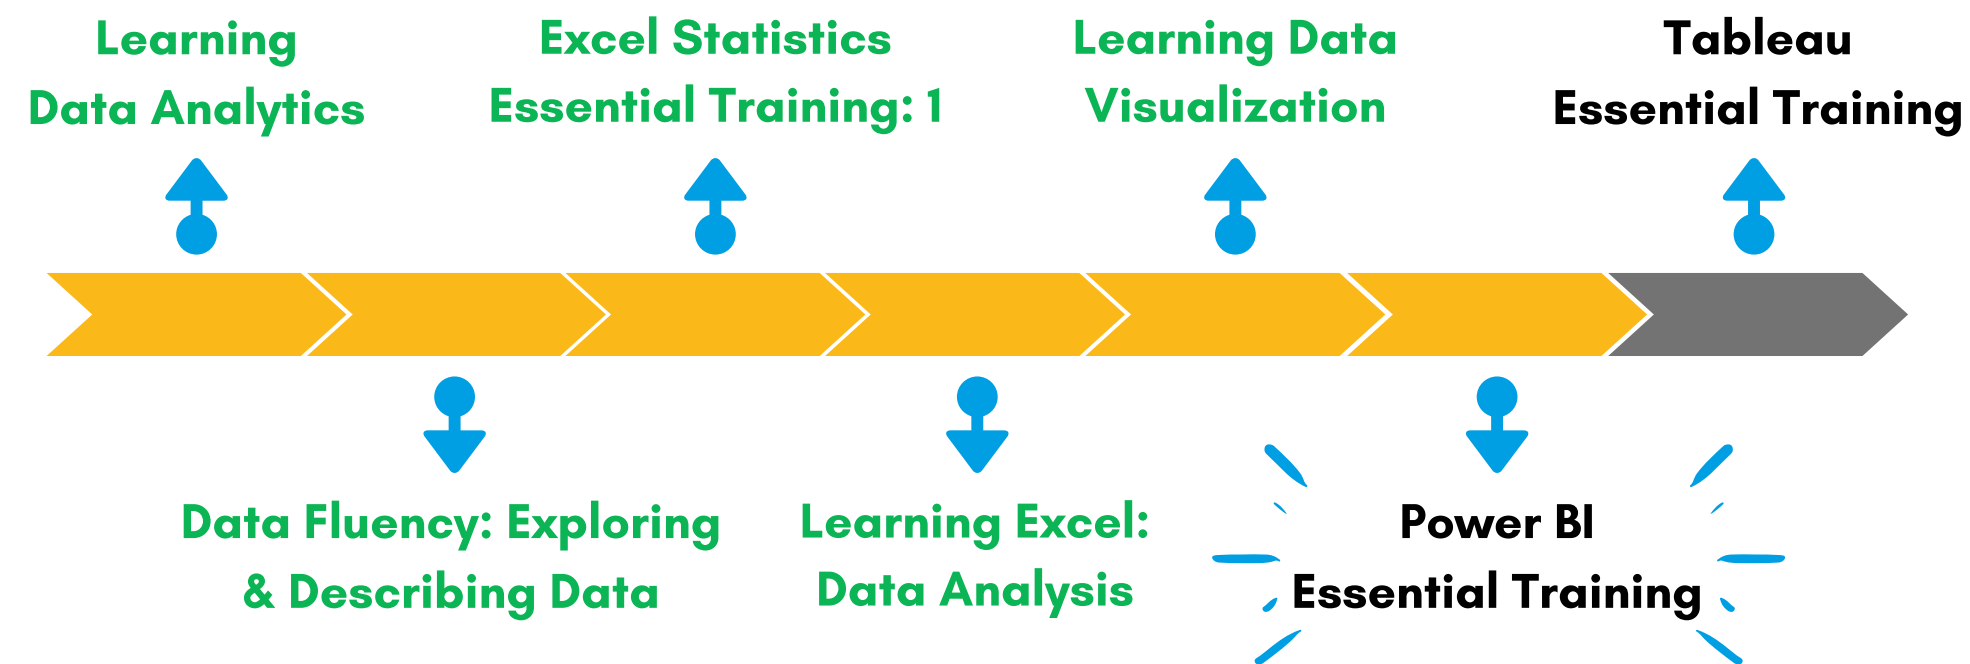 Learning
Data Analytics
Data Fluency: Exploring
& Describing Data
Excel Statistics
Essential Training: 1
Learning Excel:
Data Analysis
Learning Data
Visualization
Power BI
Essential Training
Tableau
Essential Training